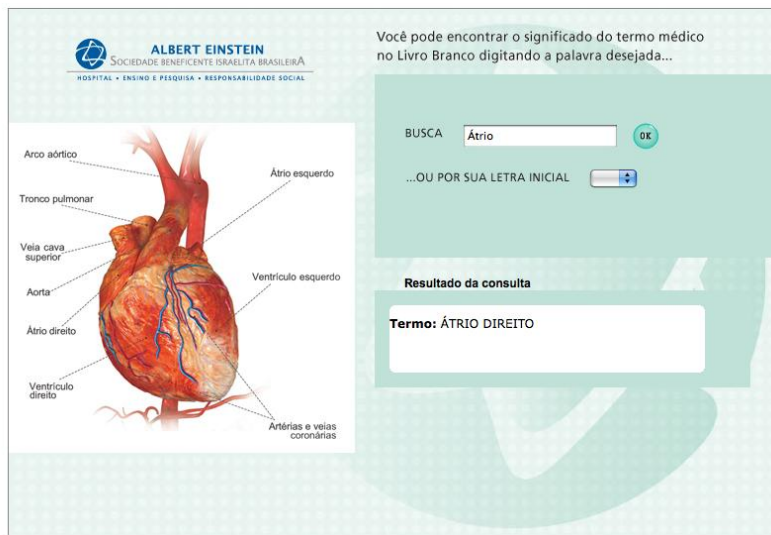 ALBERT EINSTEIN
SOCIEDADE BENEFICENTE ISRAELITA BRASILEIRA
HOSPITAL • ENSINO E PESQUISA • RESPONSABILIDADE SOCIAL
Você pode encontrar o significado do termo médico
no Livro Branco digitando a palavra desejada...
BUSCA Átrio OK
...OU POR SUA LETRA INICIAL
Arco aórtico
Átrio esquerdo
Tronco pulmonar
Veia cava
superior
Ventrículo esquerdo
Aorta
Átrio direito
Ventrículo
direito
Artérias e veias
coronárias
Resultado da consulta
Termo: ÁTRIO DIREITO